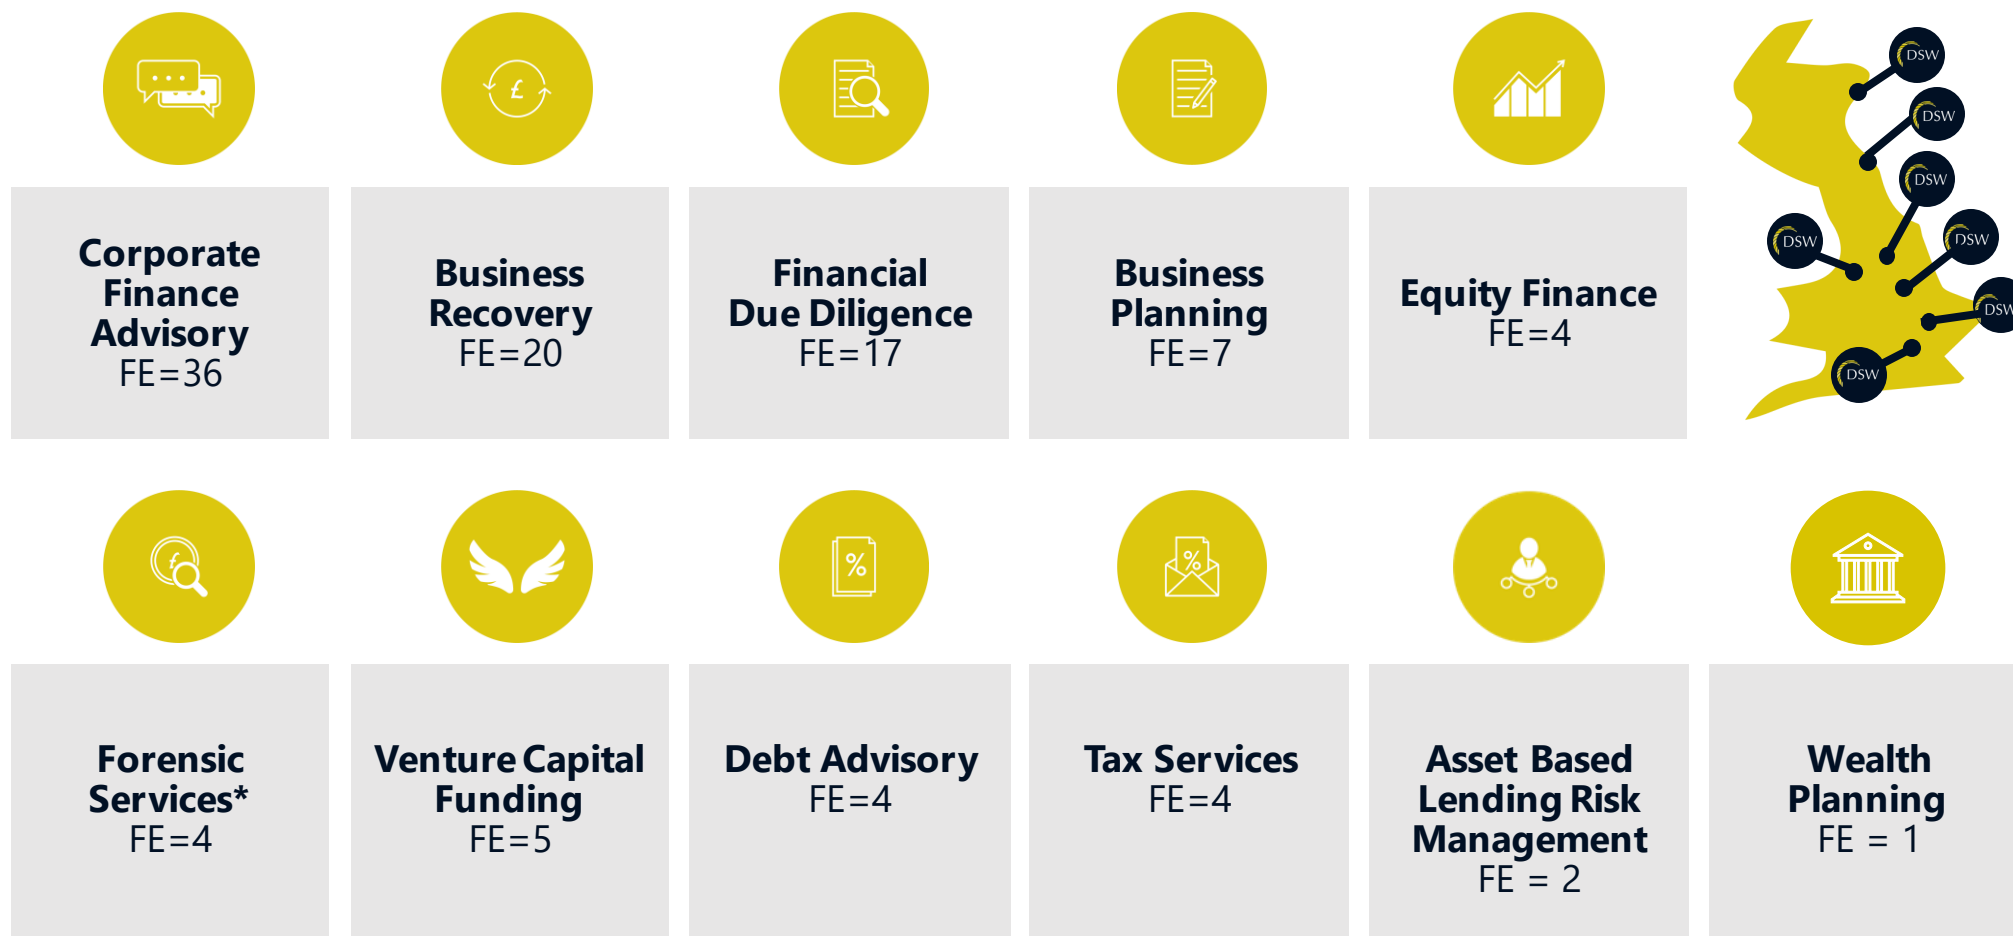 Corporate
Finance
Advisory
FE=36
Business
Recovery
FE=20
Financial
Due Diligence
FE=17
Business
Planning
FE=7
Equity Finance
FE=4
DSW
DSW
DSW
DSW
DSW
DSW
DSW
Forensic
Services*
FE=4
Venture Capital
Funding
FE=5
Debt Advisory
FE=4
Tax Services
FE=4
Asset Based
Lending Risk
Management
FE = 2
Wealth
Planning
FE = 1
£
£
%
%